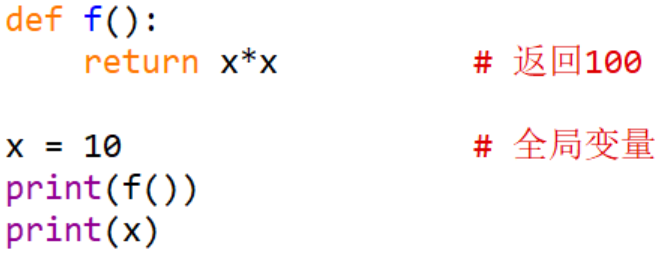 def f():
    return x*x # 返回100
x = 10 # 全局变量
print(f())
print(x)